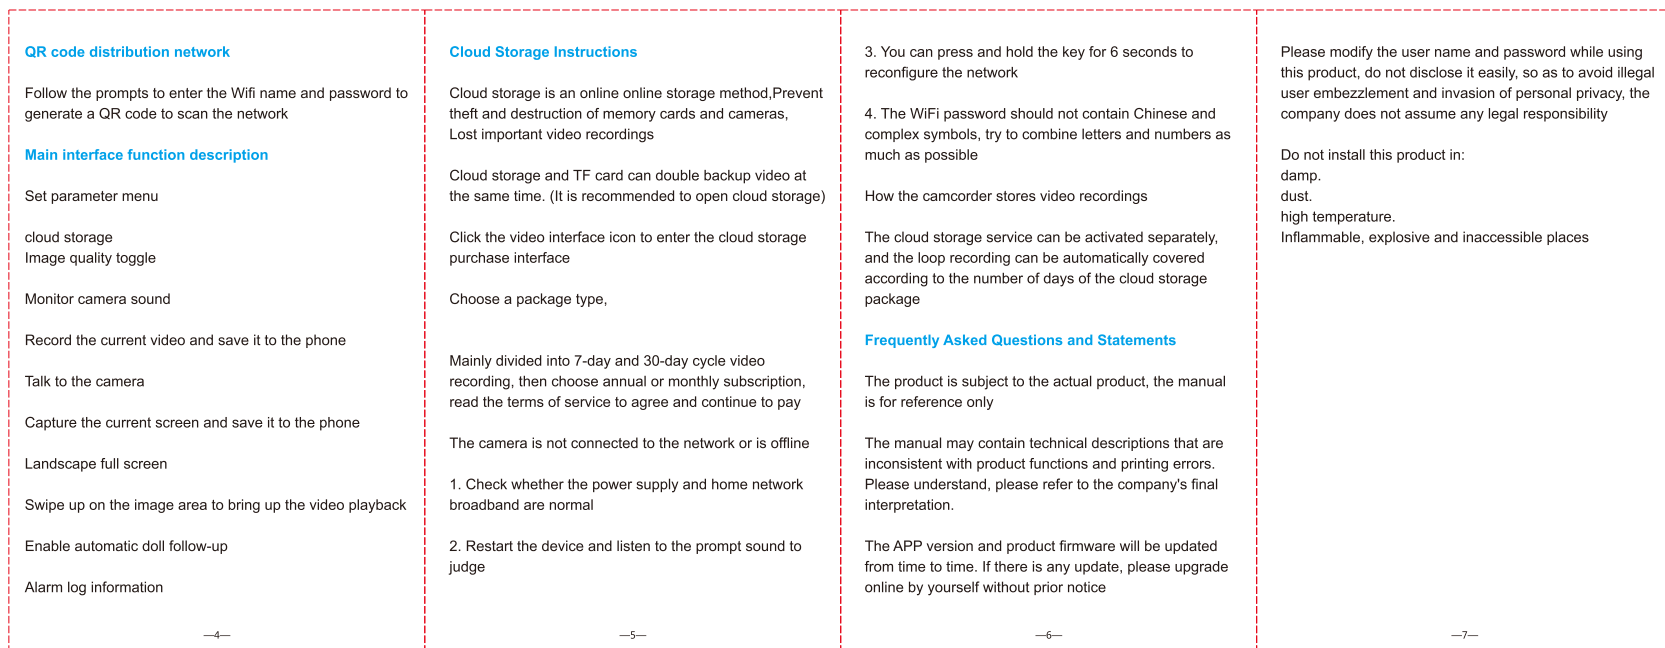 QR code distribution network
Follow the prompts to enter the Wifi name and password to
generate a QR code to scan the network
Main interface function description
Set parameter menu
cloud storage
Image quality toggle
Monitor camera sound
Record the current video and save it to the phone
Talk to the camera
Capture the current screen and save it to the phone
Landscape full screen
Swipe up on the image area to bring up the video playback
Enable automatic doll follow-up
Alarm log information
—4—
Cloud Storage Instructions
Cloud storage is an online online storage method,Prevent
theft and destruction of memory cards and cameras,
Lost important video recordings
Cloud storage and TF card can double backup video at
the same time. (It is recommended to open cloud storage)
Click the video interface icon to enter the cloud storage
purchase interface
Choose a package type,
Mainly divided into 7-day and 30-day cycle video
recording, then choose annual or monthly subscription,
read the terms of service to agree and continue to pay
The camera is not connected to the network or is offline
1. Check whether the power supply and home network
broadband are normal
2. Restart the device and listen to the prompt sound to
judge
—5—
3. You can press and hold the key for 6 seconds to
reconfigure the network
4. The WiFi password should not contain Chinese and
complex symbols, try to combine letters and numbers as
much as possible
How the camcorder stores video recordings
The cloud storage service can be activated separately,
and the loop recording can be automatically covered
according to the number of days of the cloud storage
package
Frequently Asked Questions and Statements
The product is subject to the actual product, the manual
is for reference only
The manual may contain technical descriptions that are
inconsistent with product functions and printing errors.
Please understand, please refer to the company's final
interpretation.
The APP version and product firmware will be updated
from time to time. If there is any update, please upgrade
online by yourself without prior notice
—6—
Please modify the user name and password while using
this product, do not disclose it easily, so as to avoid illegal
user embezzlement and invasion of personal privacy, the
company does not assume any legal responsibility
Do not install this product in:
damp.
dust.
high temperature.
Inflammable, explosive and inaccessible places
—7—